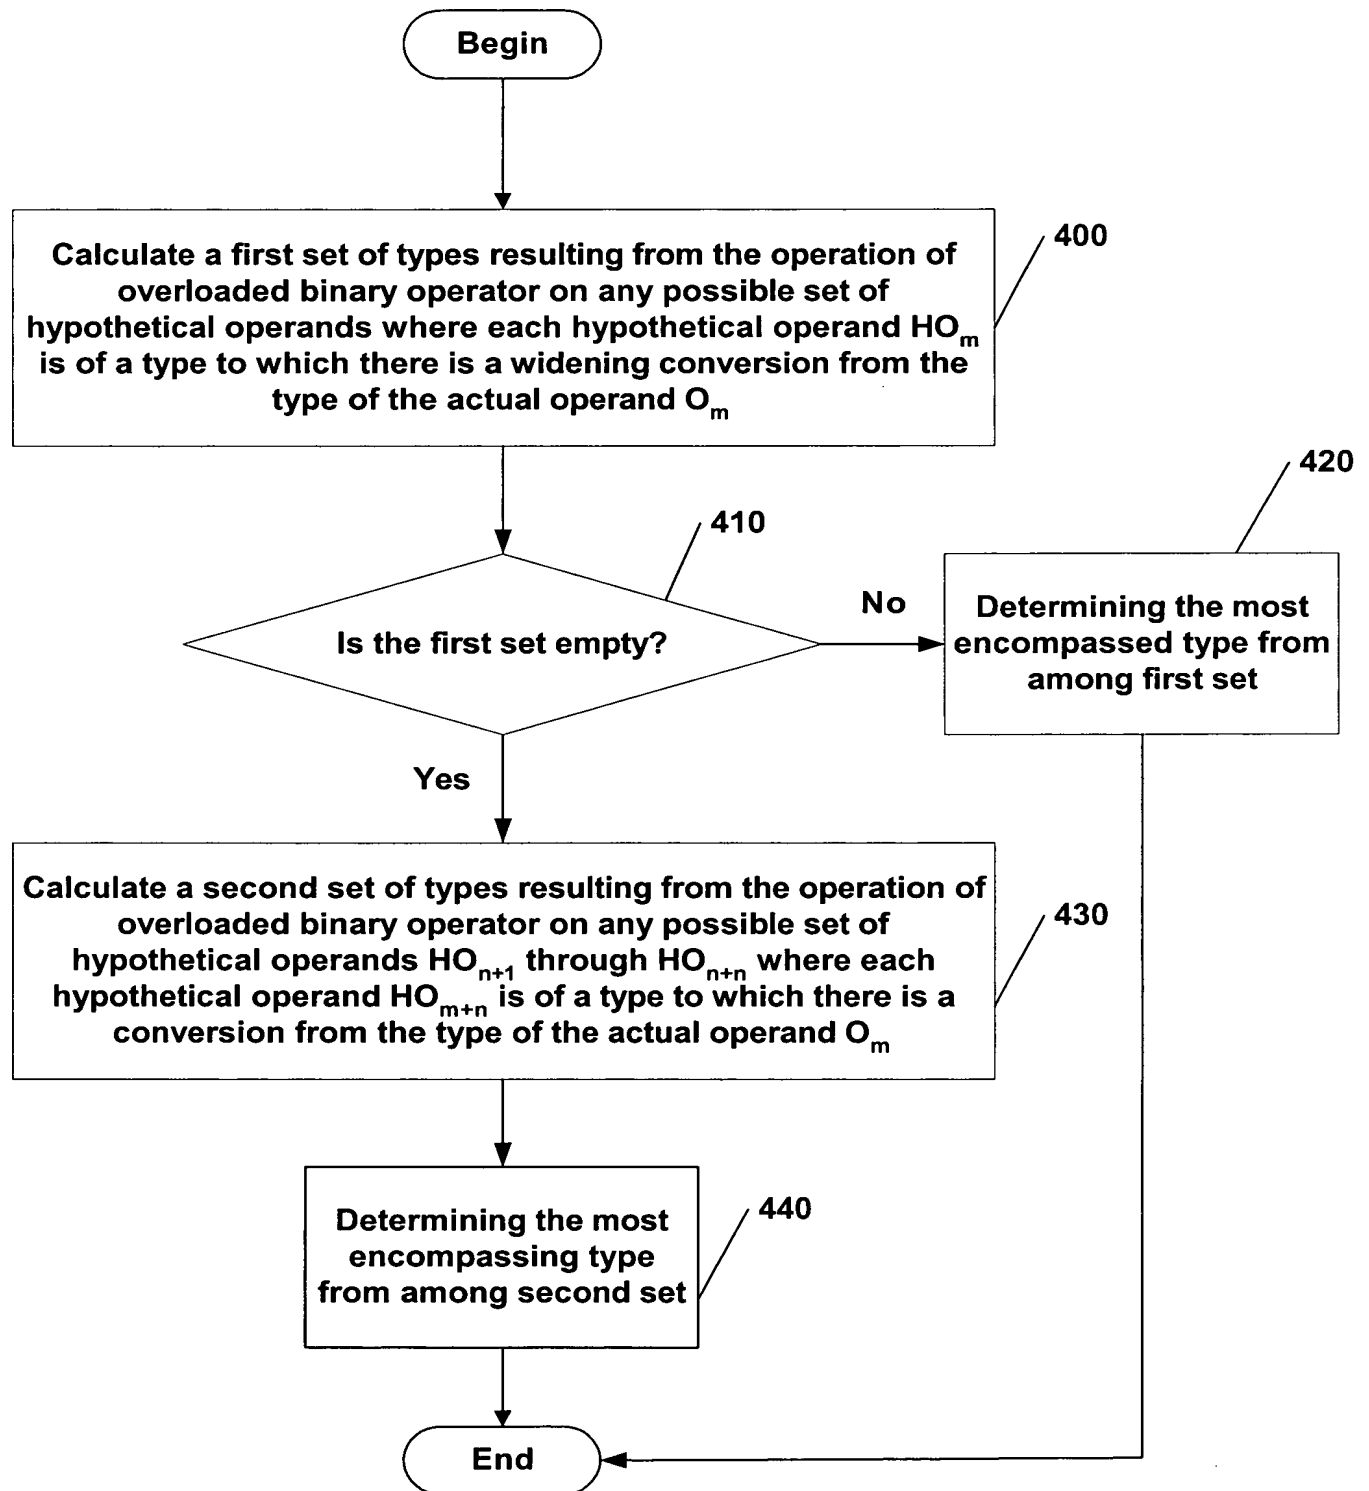 Begin
Calculate a first set of types resulting from the operation of
overloaded binary operator on any possible set of
hypothetical operands where each hypothetical operand HOm
is of a type to which there is a widening conversion from the
type of the actual operand Om
400
410
Is the first set empty?
No
420
Determining the most
encompassed type from
among first set
Yes
Calculate a second set of types resulting from the operation of
overloaded binary operator on any possible set of
hypothetical operands HOn+1 through HOn+n where each
hypothetical operand HOm+n is of a type to which there is a
conversion from the type of the actual operand Om
430
Determining the most
encompassing type
from among second set
440
End